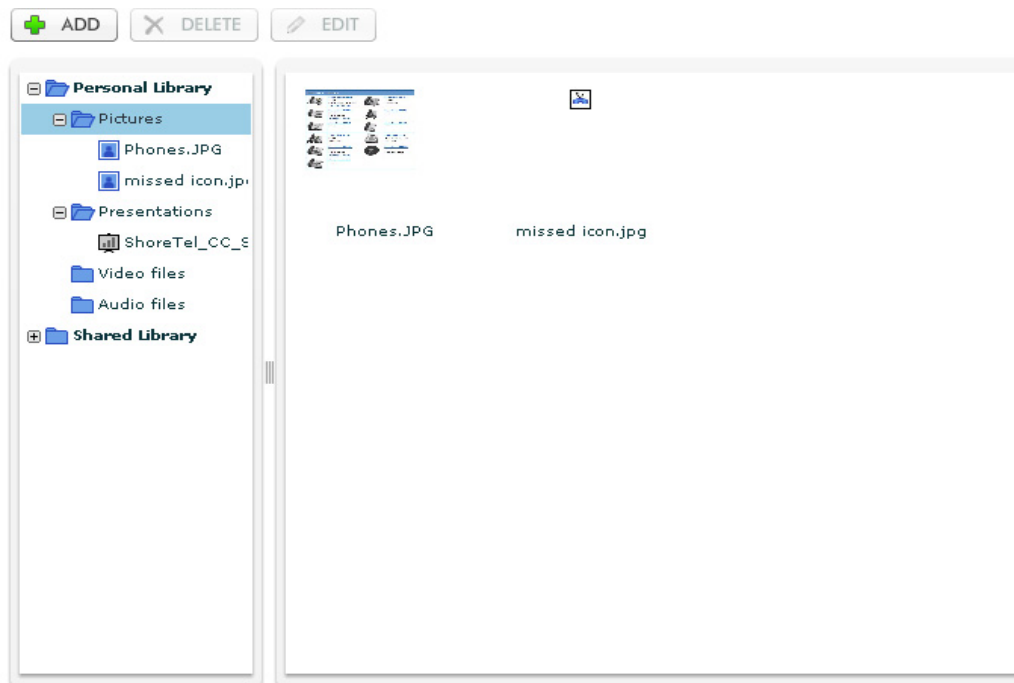 ADD DELETE EDIT
Personal Library
Pictures
Phones.JPG
missed icon.jp
Presentations
ShoreTel_CC_S
Video files
Audio files
Shared Library
Phones.JPG missed icon.jpg